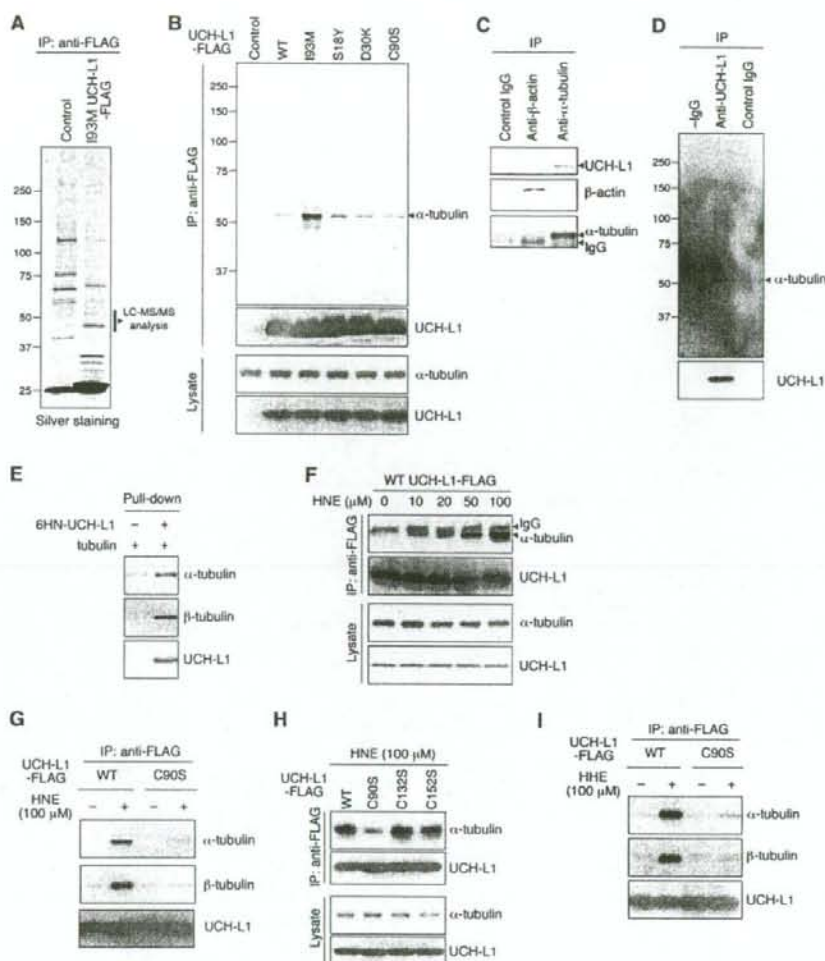 A
IP: anti-FLAG
Control
I93M UCH-L1
-FLAG
250
150
100
75
50
37
25
LC-MS/MS
analysis
Silver slaining
B
UCH-L1
-FLAG
Control
WT
I93M
S18Y
D30K
C90S
IP: anti-FLAG
250
150
100
75
50
37
α-tubulin
UCH-L1
Lysate
α-tubulin
UCH-L1
C
IP
Control IgG
Anti-β-actin
Anti-α-tubulin
UCH-L1
β-actin
α-tubulin
IgG
D
IP
-IgG
Anti-UCH-L1
Control IgG
250
150
100
75
50
37
α-tubulin
UCH-L1
E
Pull-down
6HN-UCH-L1 – +
tubulin + +
α-tubulin
β-tubulin
UCH-L1
F
WT UCH-L1-FLAG
HNE (μM) 0 10 20 50 100
IP: anti-FLAG
IgG
α-tubulin
UCH-L1
Lysate
α-tubulin
UCH-L1
G
IP: anti-FLAG
UCH-L1
-FLAG
WT C90S
HNE
(100 μM)
– + – +
α-tubulin
β-tubulin
UCH-L1
H
HNE (100 μM)
UCH-L1
-FLAG
WT
C90S
C132S
C152S
IP: anti-FLAG
α-tubulin
UCH-L1
Lysate
α-tubulin
UCH-L1
I
IP: anti-FLAG
UCH-L1
-FLAG
WT C90S
HHE
(100 μM)
– + – +
α-tubulin
β-tubulin
UCH-L1